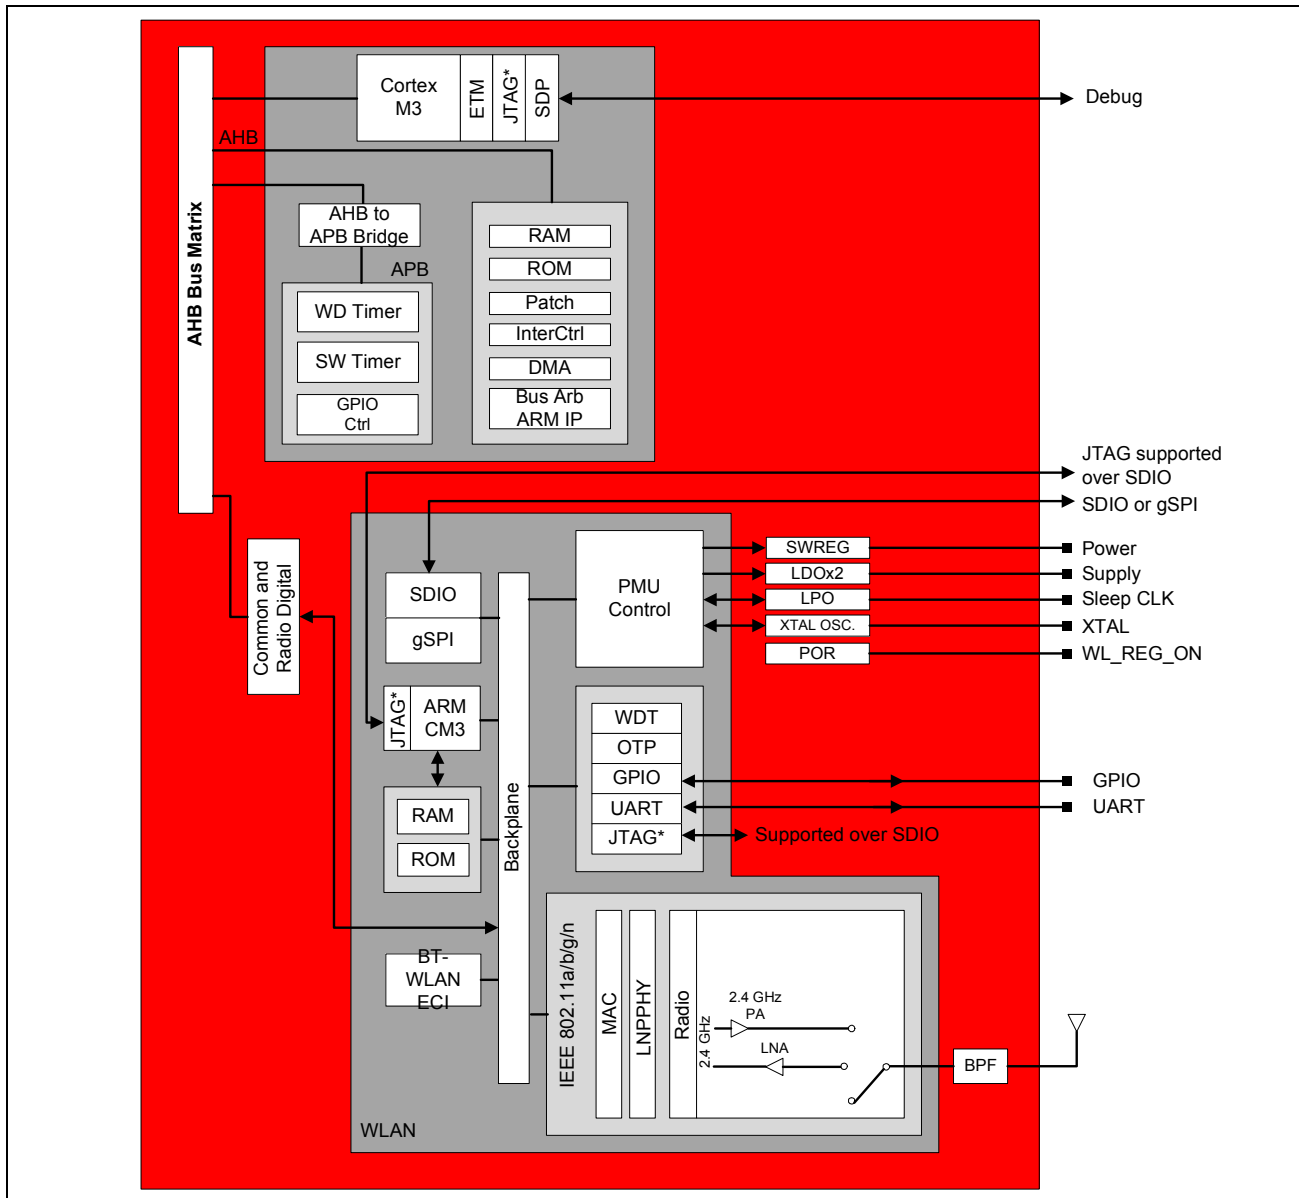 Cortex
M3
ETM
JTAG*
SDP
Debug
AHB
AHB Bus Matrix
AHB to
APB Bridge
APB
WD Timer
SW Timer
GPIO
Ctrl
RAM
ROM
Patch
InterCtrl
DMA
Bus Arb
ARM IP
JTAG supported
over SDIO
SDIO or gSPI
Common and
Radio Digital
SDIO
gSPI
PMU
Control
SWREG
Power
LDOx2
Supply
LPO
Sleep CLK
XTAL OSC.
XTAL
POR
WL_REG_ON
JTAG*
ARM
CM3
Backplane
WDT
OTP
GPIO
GPIO
UART
UART
JTAG*
Supported over SDIO
RAM
ROM
BT-
WLAN
ECI
IEEE 802.11a/b/g/n
MAC
LNPPHY
Radio
2.4 GHz
2.4 GHz
PA
LNA
BPF
WLAN